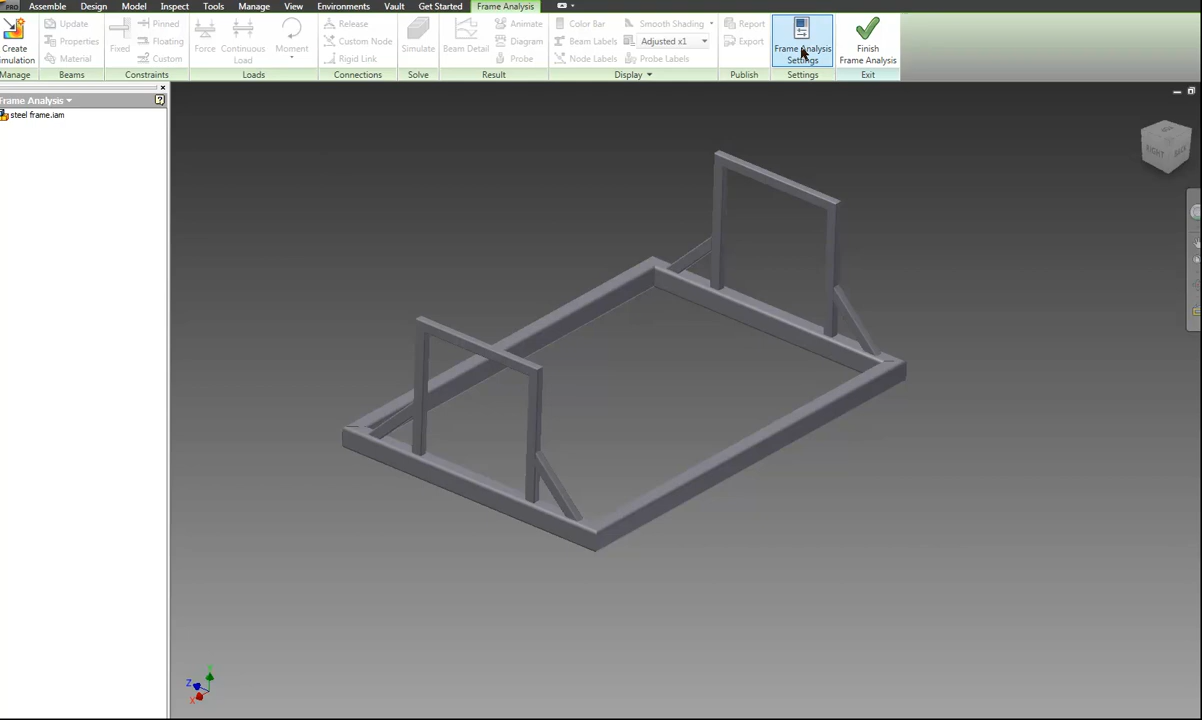 PRO Assemble Design Model Inspect Tools View Environments Vault Get Started Frame Analysis
Create
Simulation
Manage
Update
Properties
Material
Beams
Fixed
Pinned
Floating
Custom
Constraints
Force
Continuous
Load
Moment
Loads
Release
Custom Node
Rigid Link
Connections
Simulate
Solve
Beam Detail
Animate
Diagram
Probe
Result
Color Bar
Beam Labels
Node Labels
Smooth Shading
Adjusted x1
Probe Labels
Display
Report
Export
Publish
Frame Analysis
Settings
Settings
Finish
Frame Analysis
Exit
Frame Analysis
steel frame.iam
RIGHT BACK
Z
X